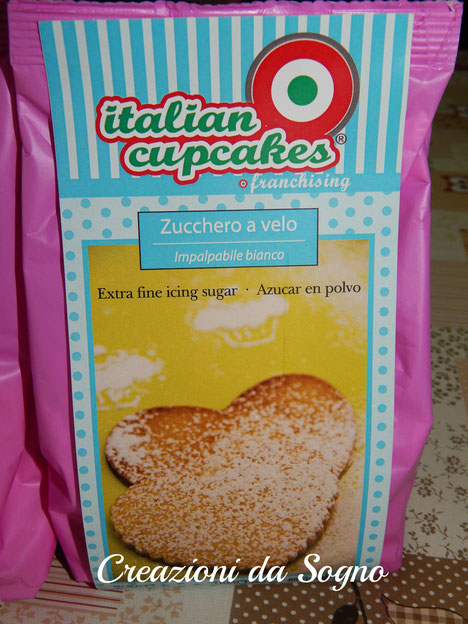 italian
cupcakes®
franchising
Zucchero a velo
Impalpabile bianco
Extra fine icing sugar · Azucar en polvo
Creazioni da Sogno